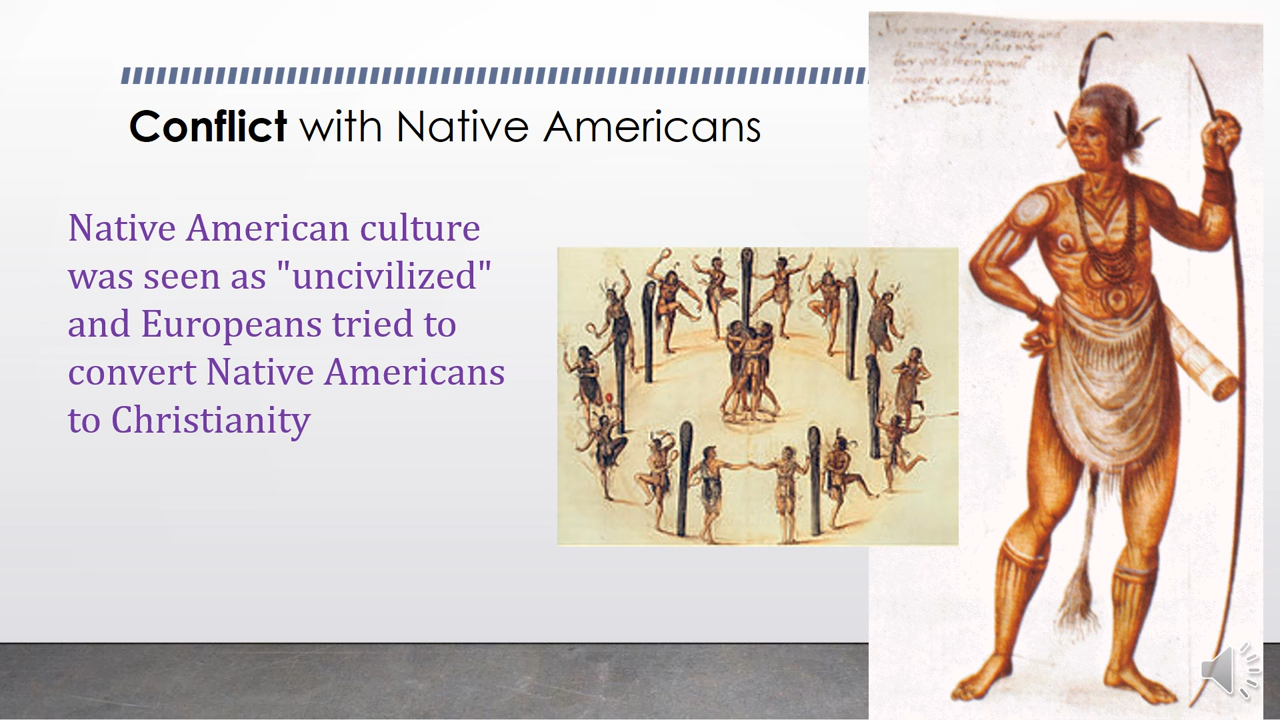 Conflict with Native Americans
Native American culture
was seen as "uncivilized"
and Europeans tried to
convert Native Americans
to Christianity